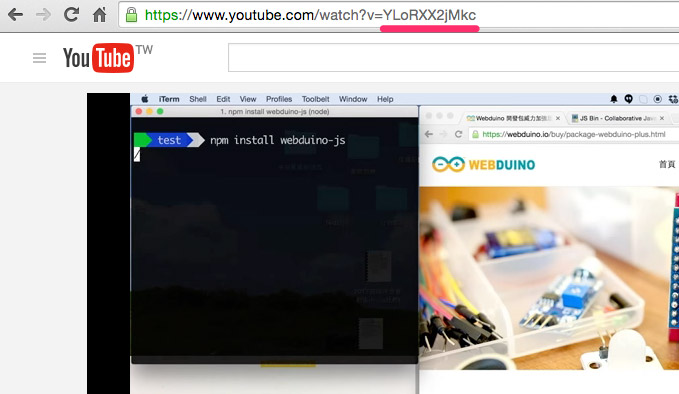 https://www.youtube.com/watch?v=YLoRXX2jMkc
YouTube TW
iTerm Shell Edit View Profiles Toolbelt Window Help
1. npm install webduino-js (node)
test npm install webduino-js
/
Webduino 開發包威力加強版
JS Bin - Collaborative Java
https://webduino.io/buy/package-webduino-plus.html
WEBDUINO
首頁